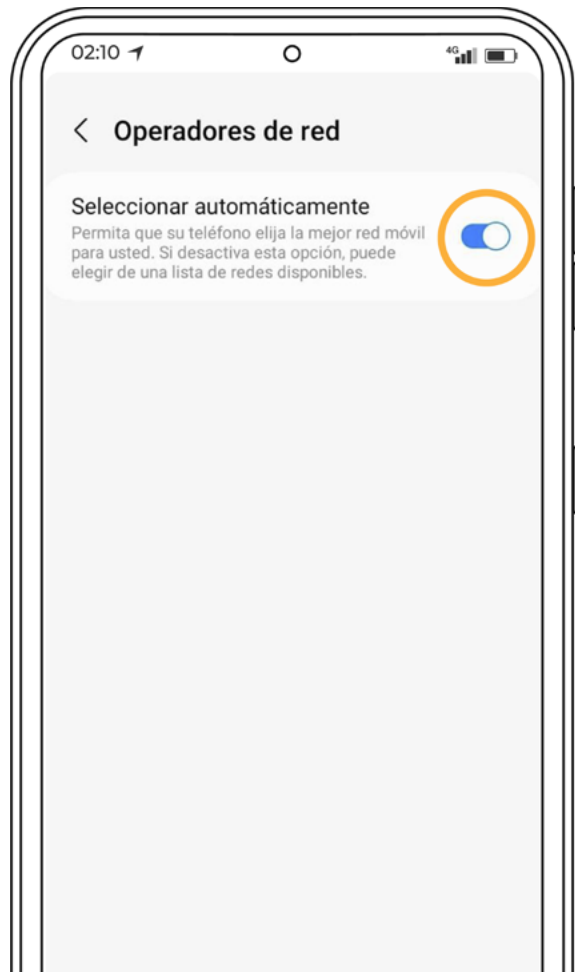 02:10
4G
Operadores de red
Seleccionar automáticamente
Permita que su teléfono elija la mejor red móvil
para usted. Si desactiva esta opción, puede
elegir de una lista de redes disponibles.